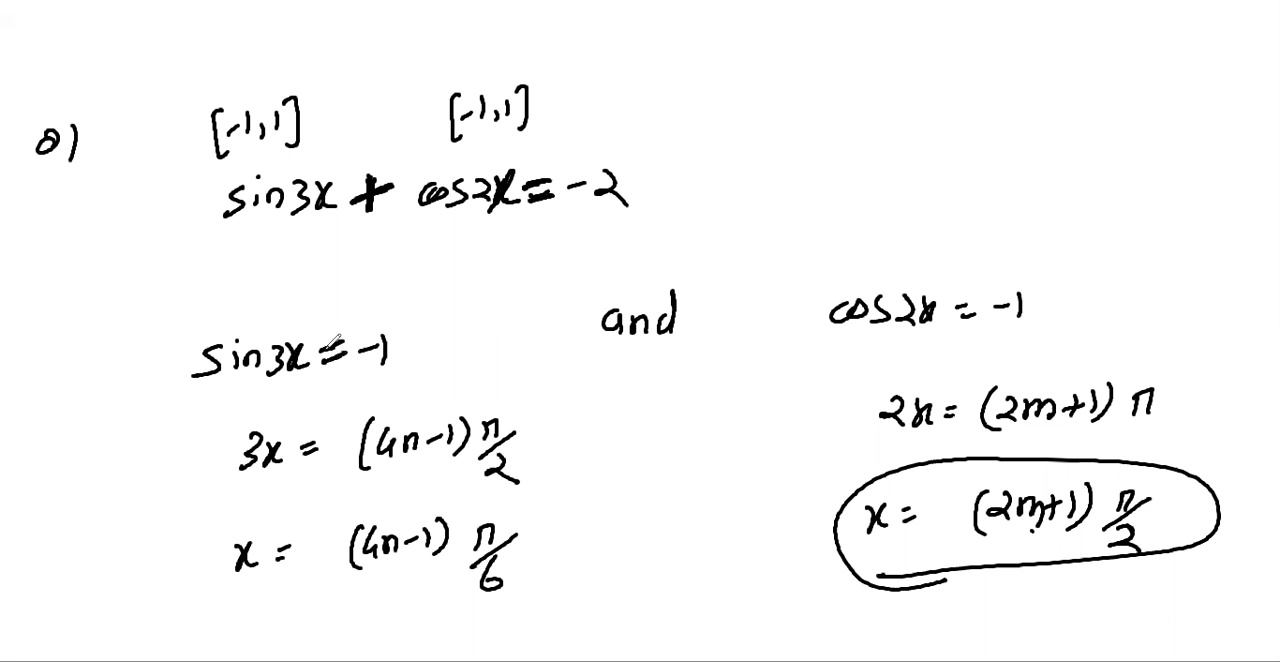 Q) [-1,1] [-1,1]
sin3x + cos2x = -2
sin3x = -1 and cos2x = -1
3x = (4n-1) π/2 2x = (2m+1) π
x = (4n-1) π/6 x = (2m+1) π/2